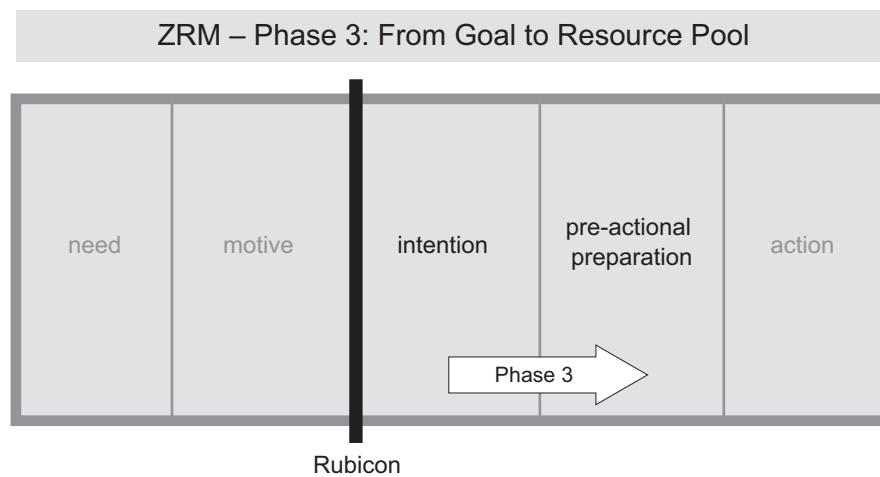 ZRM – Phase 3: From Goal to Resource Pool
need
motive
intention
pre-actional
preparation
action
Phase 3
Rubicon